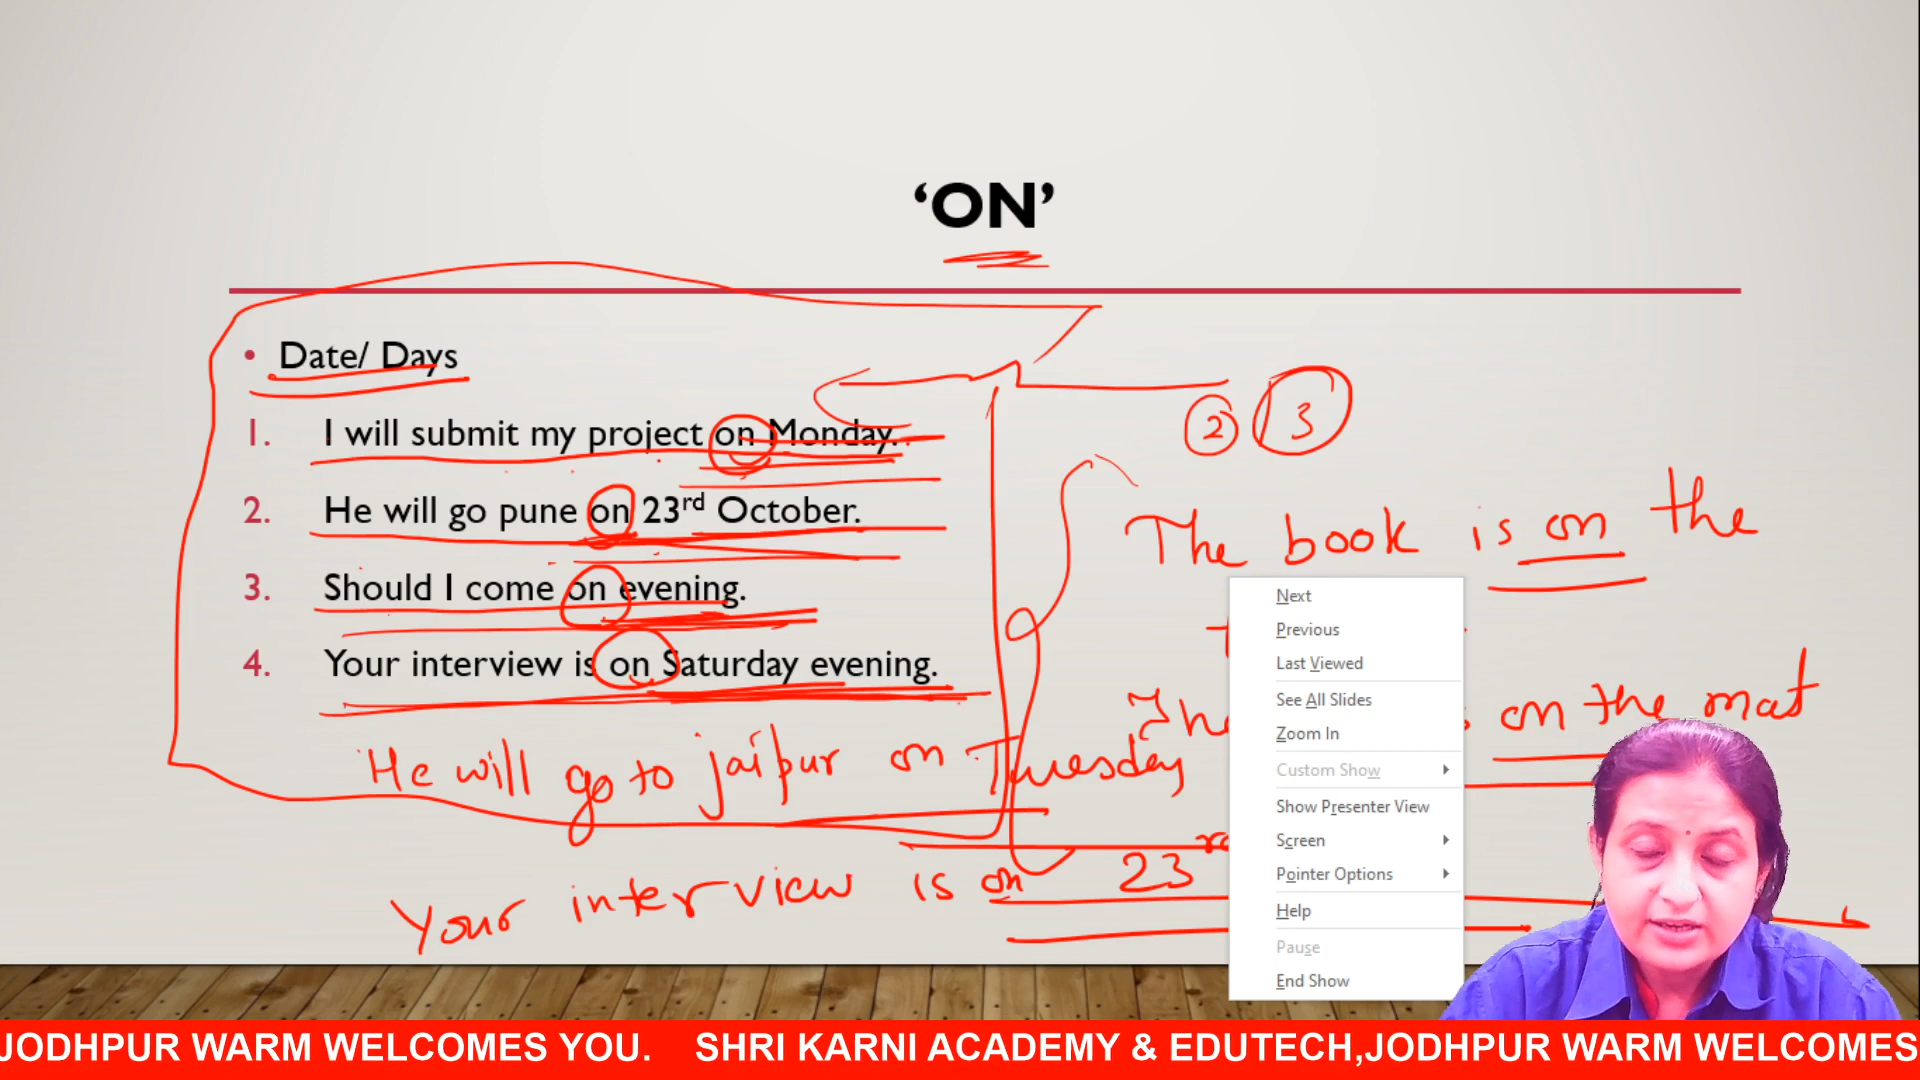 ‘ON’
• Date/ Days
1. I will submit my project on Monday.
2. He will go pune on 23rd October.
3. Should I come on evening.
4. Your interview is on Saturday evening.
He will go to jaipur on Tuesday
Your interview is on 23rd
2 3
The book is on the
The
on the mat
Next
Previous
Last Viewed
See All Slides
Zoom In
Custom Show
Show Presenter View
Screen
Pointer Options
Help
Pause
End Show
JODHPUR WARM WELCOMES YOU. SHRI KARNI ACADEMY & EDUTECH,JODHPUR WARM WELCOMES